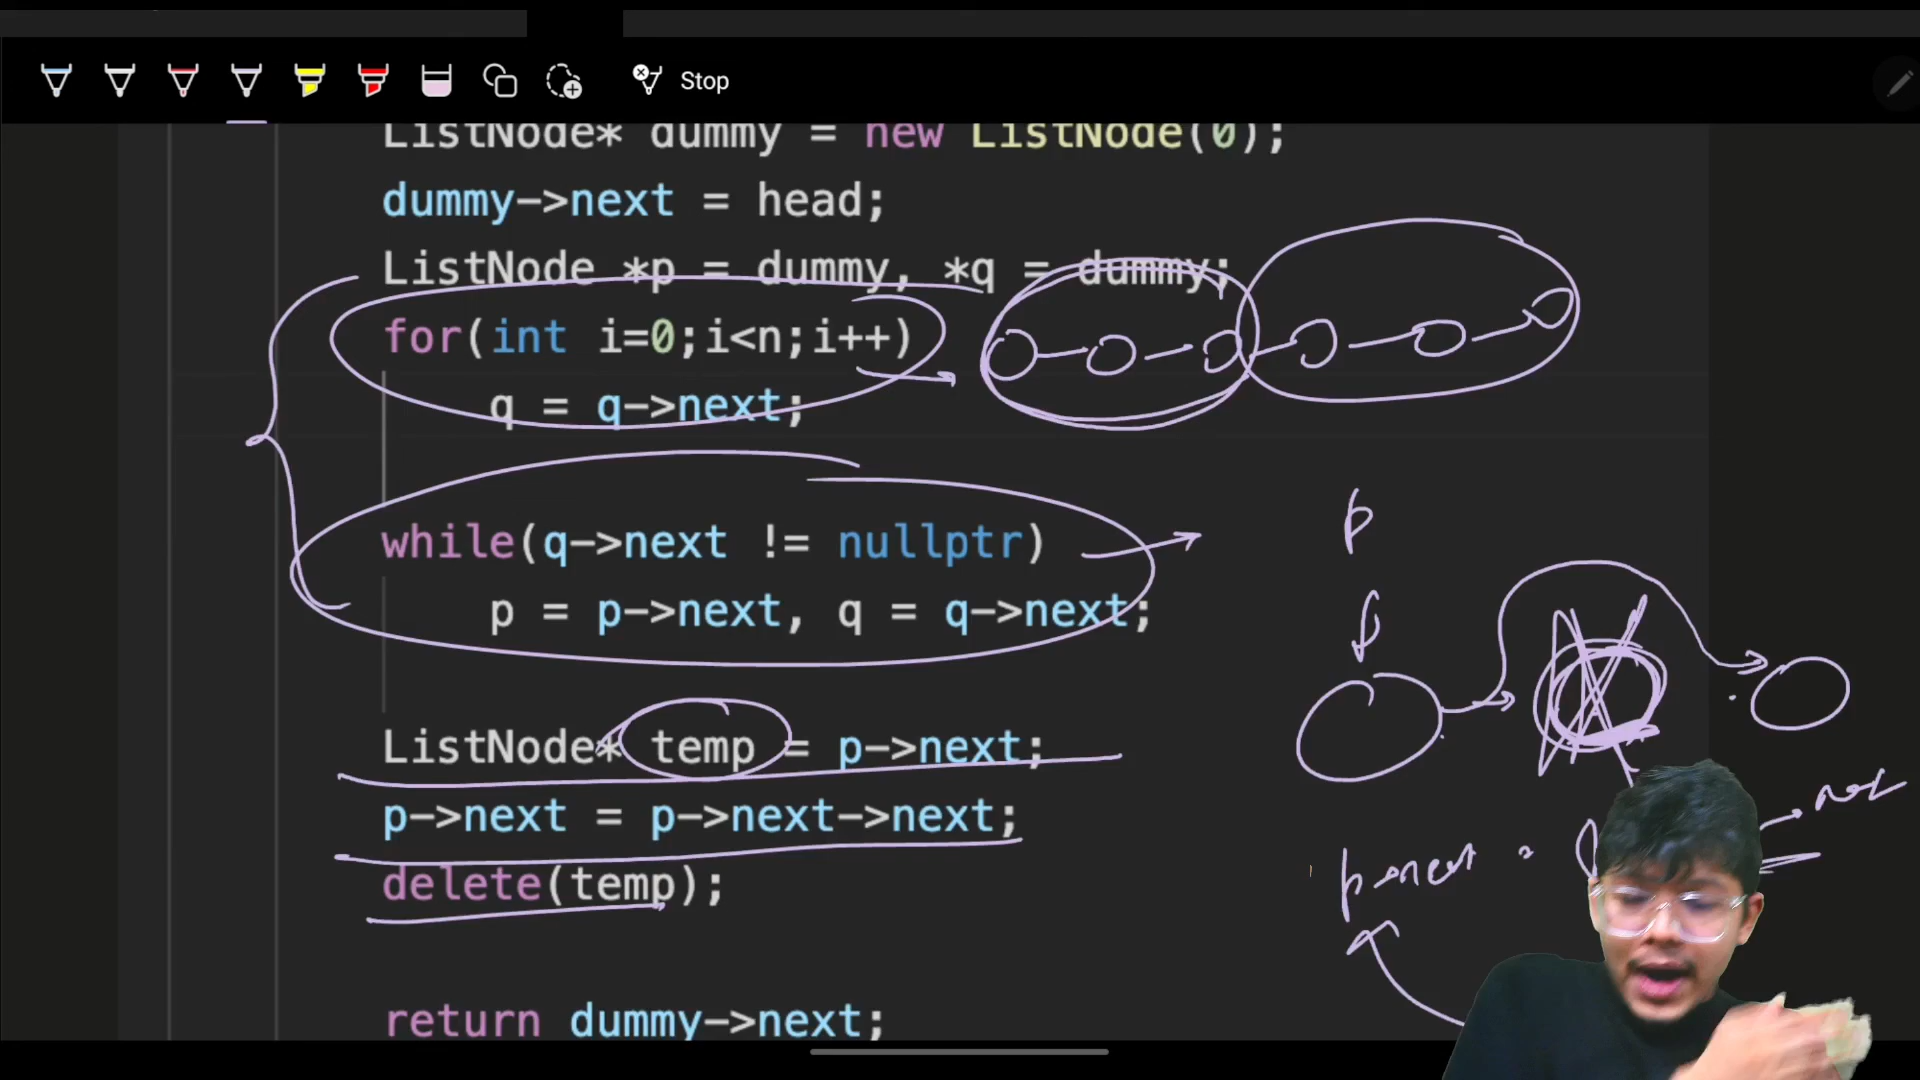 Stop
ListNode* dummy = new ListNode(0);
dummy->next = head;
ListNode *p = dummy, *q = dummy;
for(int i=0;i<n;i++)
q = q->next;
while(q->next != nullptr)
p = p->next, q = q->next;
p
ListNode* temp = p->next;
p->next = p->next->next;
delete(temp);
return dummy->next;